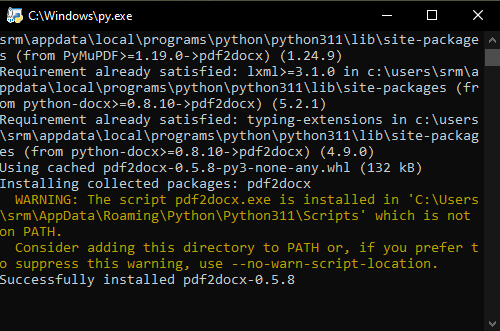 C:\Windows\py.exe
srm\appdata\local\programs\python\python311\lib\site-package
s (from PyMuPDF>=1.19.0->pdf2docx) (1.24.9)
Requirement already satisfied: lxml>=3.1.0 in c:\users\srm\a
ppdata\local\programs\python\python311\lib\site-packages (fr
om python-docx>=0.8.10->pdf2docx) (5.2.1)
Requirement already satisfied: typing-extensions in c:\users
\srm\appdata\local\programs\python\python311\lib\site-packag
es (from python-docx>=0.8.10->pdf2docx) (4.9.0)
Using cached pdf2docx-0.5.8-py3-none-any.whl (132 kB)
Installing collected packages: pdf2docx
  WARNING: The script pdf2docx.exe is installed in 'C:\Users
\srm\AppData\Roaming\Python\Python311\Scripts' which is not
on PATH.
  Consider adding this directory to PATH or, if you prefer t
o suppress this warning, use --no-warn-script-location.
Successfully installed pdf2docx-0.5.8